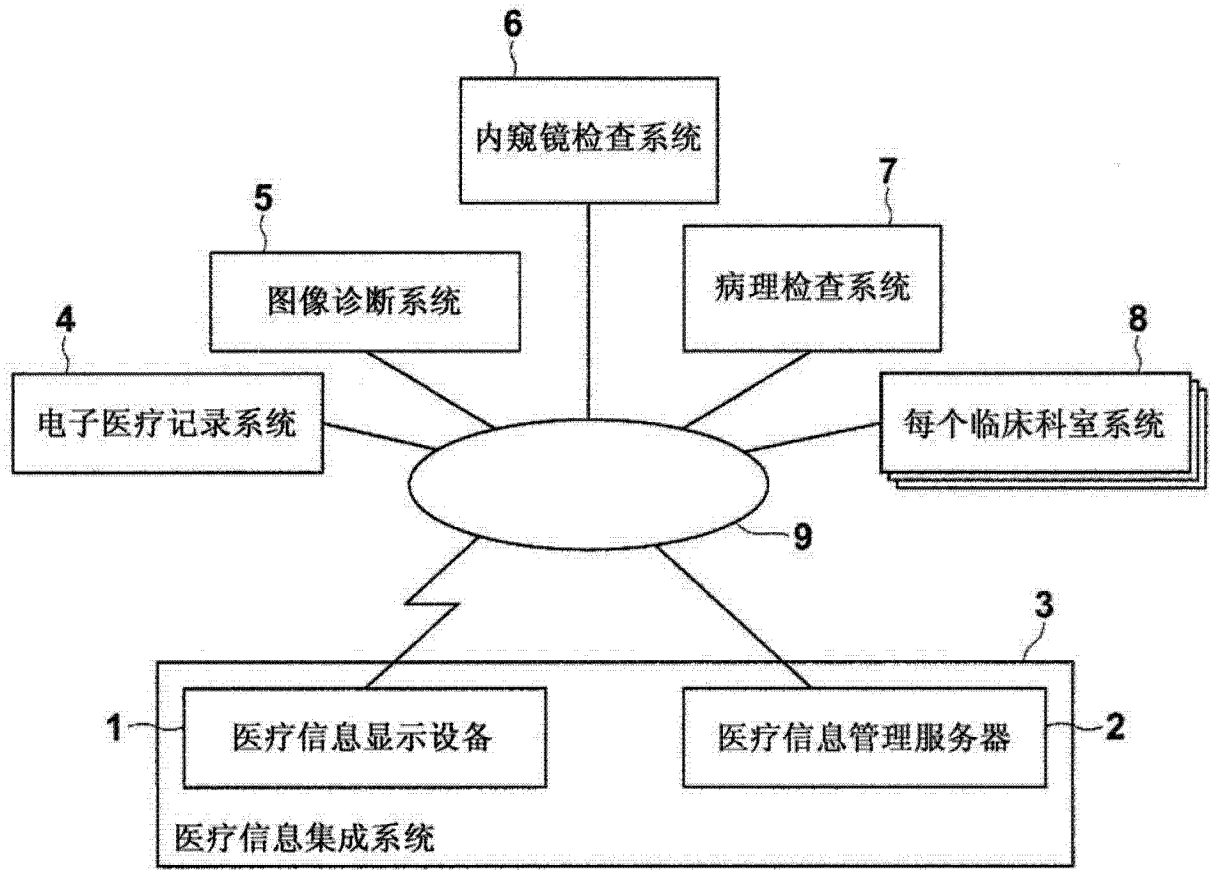 6
内窥镜检查系统
7
病理检查系统
5
图像诊断系统
8
每个临床科室系统
4
电子医疗记录系统
9
3
1
医疗信息显示设备
医疗信息管理服务器
2
医疗信息集成系统